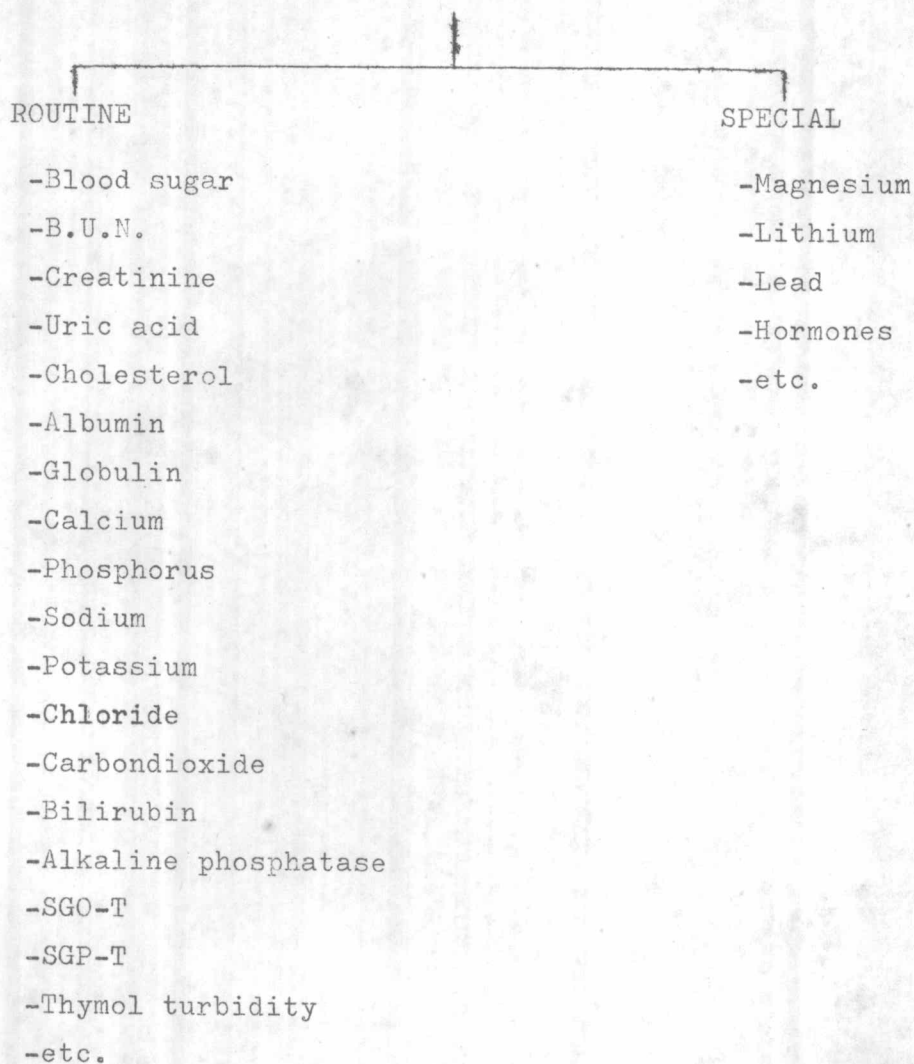 ROUTINE
-Blood sugar
-B.U.N.
-Creatinine
-Uric acid
-Cholesterol
-Albumin
-Globulin
-Calcium
-Phosphorus
-Sodium
-Potassium
-Chloride
-Carbondioxide
-Bilirubin
-Alkaline phosphatase
-SGO-T
-SGP-T
-Thymol turbidity
-etc.
SPECIAL
-Magnesium
-Lithium
-Lead
-Hormones
-etc.